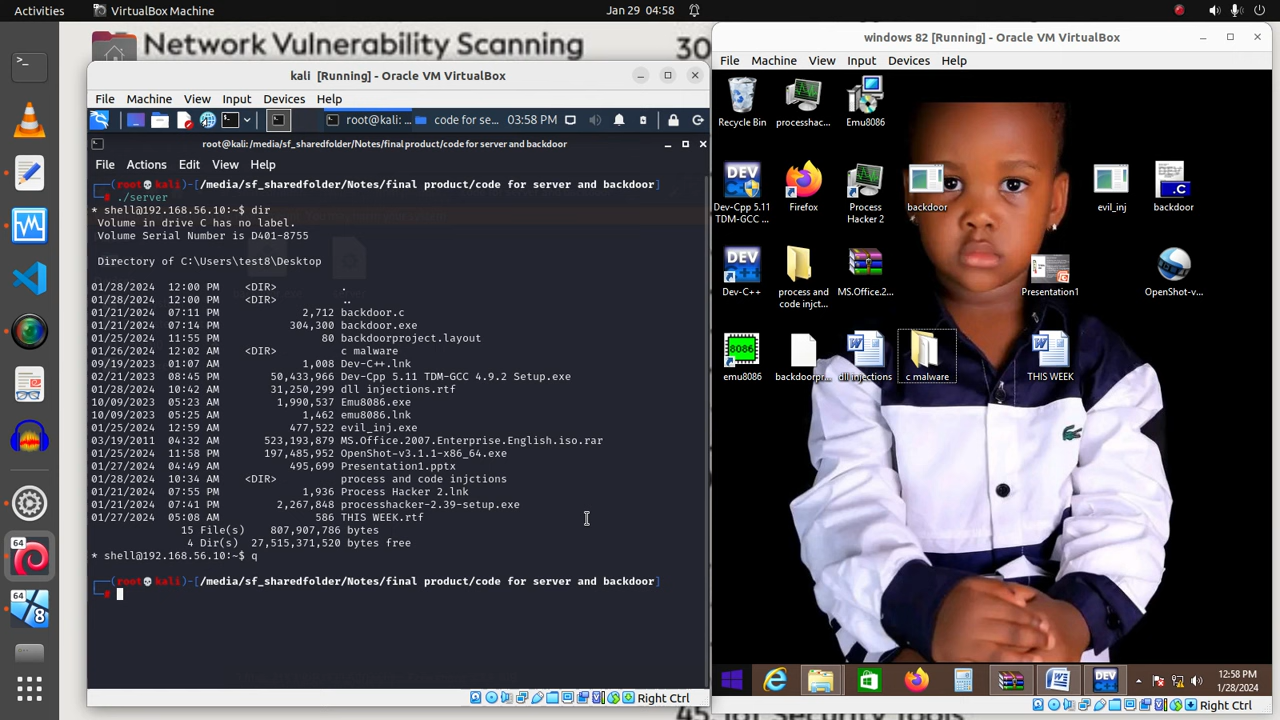 Activities
VirtualBox Machine
Jan 29 04:58
Network Vulnerability Scanning
30
kali [Running] - Oracle VM VirtualBox
File Machine View Input Devices Help
root@kali: ...
code for se...
03:58 PM
root@kali: /media/sf_sharedfolder/Notes/final product/code for server and backdoor
File Actions Edit View Help
(root💀kali)-[/media/sf_sharedfolder/Notes/final product/code for server and backdoor]
# ./server
* shell@192.168.56.10:~$ dir
Volume in drive C has no label.
Volume Serial Number is D401-8755
Directory of C:\Users\test8\Desktop
01/28/2024 12:00 PM <DIR> .
01/28/2024 12:00 PM <DIR> ..
01/21/2024 07:11 PM 2,712 backdoor.c
01/21/2024 07:14 PM 304,300 backdoor.exe
01/25/2024 11:55 PM 80 backdoorproject.layout
01/26/2024 12:02 AM <DIR> c malware
09/19/2023 01:07 AM 1,008 Dev-C++.lnk
02/21/2023 08:45 PM 50,433,966 Dev-Cpp 5.11 TDM-GCC 4.9.2 Setup.exe
01/28/2024 10:42 AM 31,250,269 dll injections.rtf
10/09/2023 05:23 AM 1,990,537 Emu8086.exe
10/09/2023 05:25 AM 1,462 emu8086.lnk
01/25/2024 12:59 AM 477,522 evil_inj.exe
03/19/2011 04:32 AM 523,193,879 MS.Office.2007.Enterprise.English.iso.rar
01/25/2024 11:58 PM 197,485,952 OpenShot-v3.1.1-x86_64.exe
01/27/2024 04:49 AM 495,699 Presentation1.pptx
01/28/2024 10:34 AM <DIR> process and code injctions
01/21/2024 07:55 PM 1,936 Process Hacker 2.lnk
01/21/2024 07:41 PM 2,267,848 processhacker-2.39-setup.exe
01/27/2024 05:08 AM 586 THIS WEEK.rtf
15 File(s) 807,907,786 bytes
4 Dir(s) 27,515,371,520 bytes free
* shell@192.168.56.10:~$ q
(root💀kali)-[/media/sf_sharedfolder/Notes/final product/code for server and backdoor]
#
Right Ctrl
windows 82 [Running] - Oracle VM VirtualBox
File Machine View Input Devices Help
Recycle Bin
processhac...
Emu8086
Dev-Cpp 5.11 TDM-GCC ...
Firefox
Process Hacker 2
backdoor
evil_inj
backdoor
Dev-C++
process and code injct...
MS.Office.2...
Presentation1
OpenShot-v...
emu8086
backdoorpr...
dll injections
c malware
THIS WEEK
12:58 PM
1/28/2024
Right Ctrl